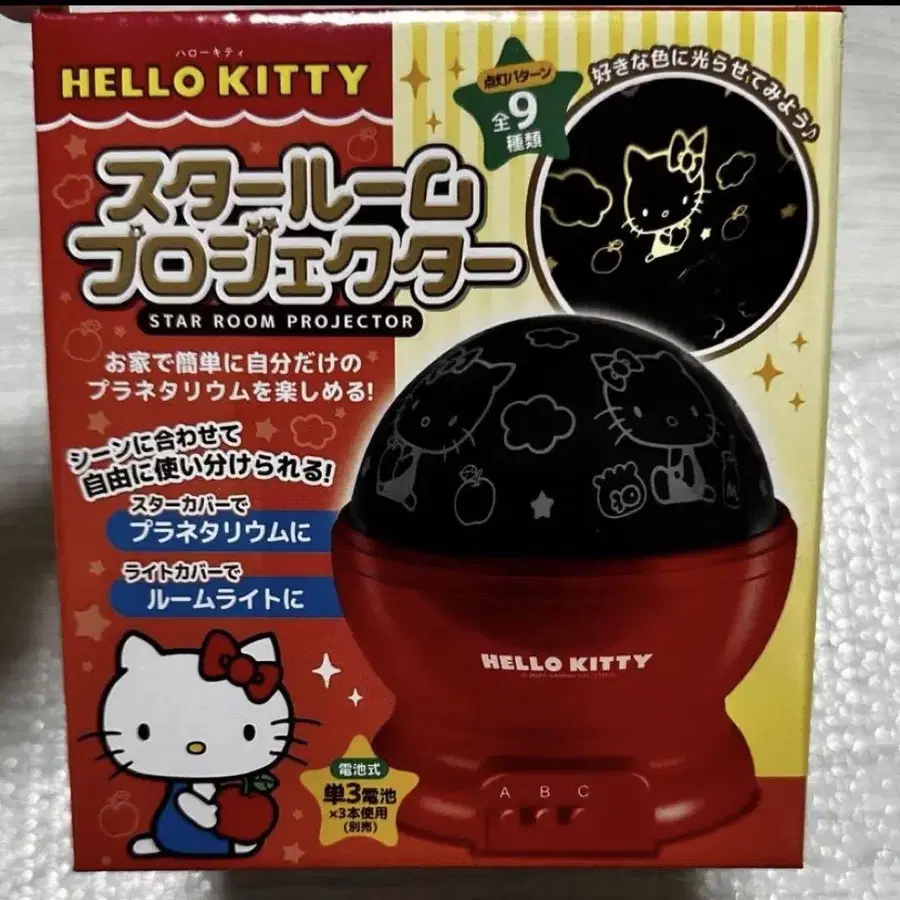 ハローキティ
HELLO KITTY
スタールーム
プロジェクター
STAR ROOM PROJECTOR
お家で簡単に自分だけの
プラネタリウムを楽しめる!
シーンに合わせて
自由に使い分けられる!
スターカバーで
プラネタリウムに
ライトカバーで
ルームライトに
点灯パターン
全9
種類
好きな色に光らせてみよう♪
HELLO KITTY
A B C
電池式
単3電池
×3本使用
(別売)